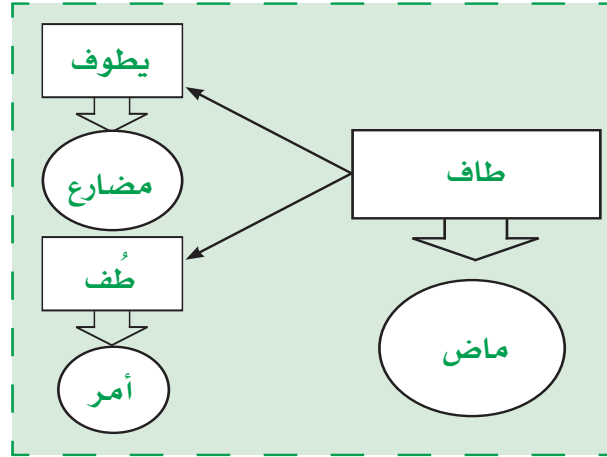 طاف
ماض
يطوف
مضارع
طُف
أمر